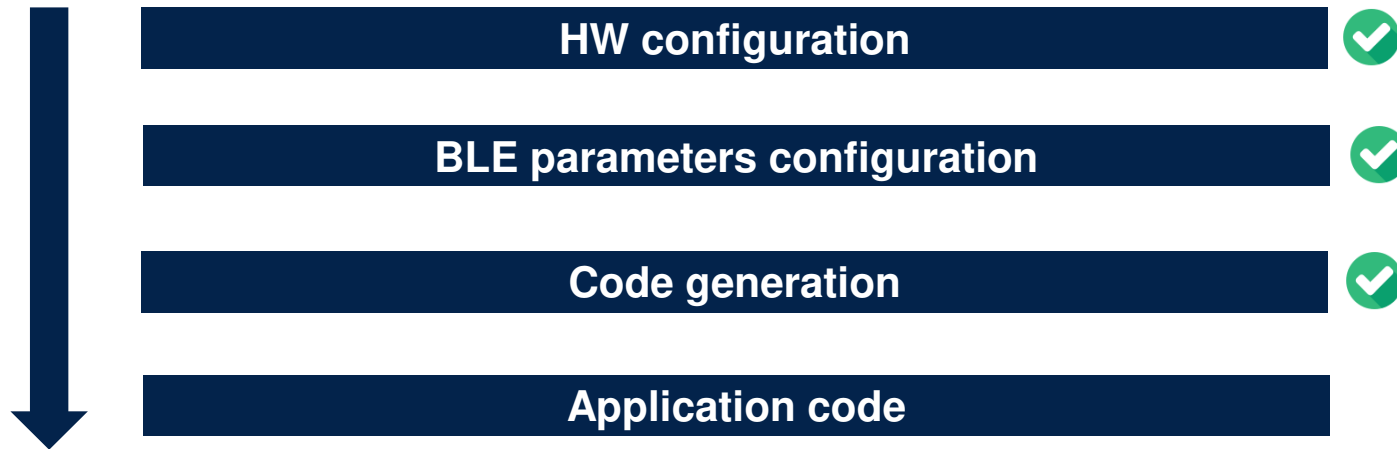 HW configuration
BLE parameters configuration
Code generation
Application code